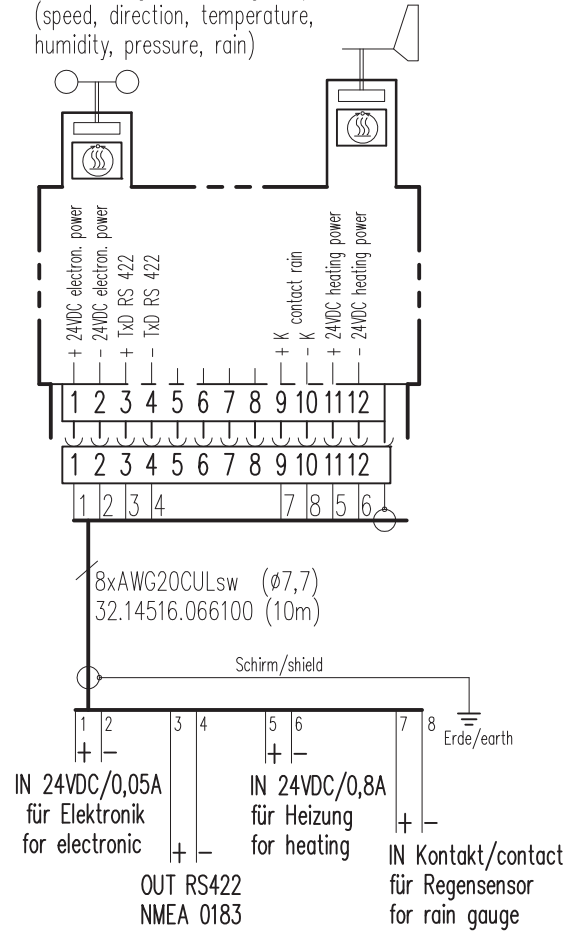 (speed, direction, temperature,
humidity, pressure, rain)
+ 24VDC electron. power
- 24VDC electron. power
+ TxD RS 422
- TxD RS 422
+ K contact rain
- K
+ 24VDC heating power
- 24VDC heating power
1 2 3 4 5 6 7 8 9 10 11 12
1 2 3 4 5 6 7 8 9 10 11 12
1 2 3 4 7 8 5 6
8xAWG20CULsw (ø7,7)
32.14516.066100 (10m)
Schirm/shield
1 2 3 4 5 6 7 8
Erde/earth
+ -
+ -
IN 24VDC/0,05A
für Elektronik
for electronic
IN 24VDC/0,8A
für Heizung
for heating
+ -
+ -
OUT RS422
NMEA 0183
IN Kontakt/contact
für Regensensor
for rain gauge